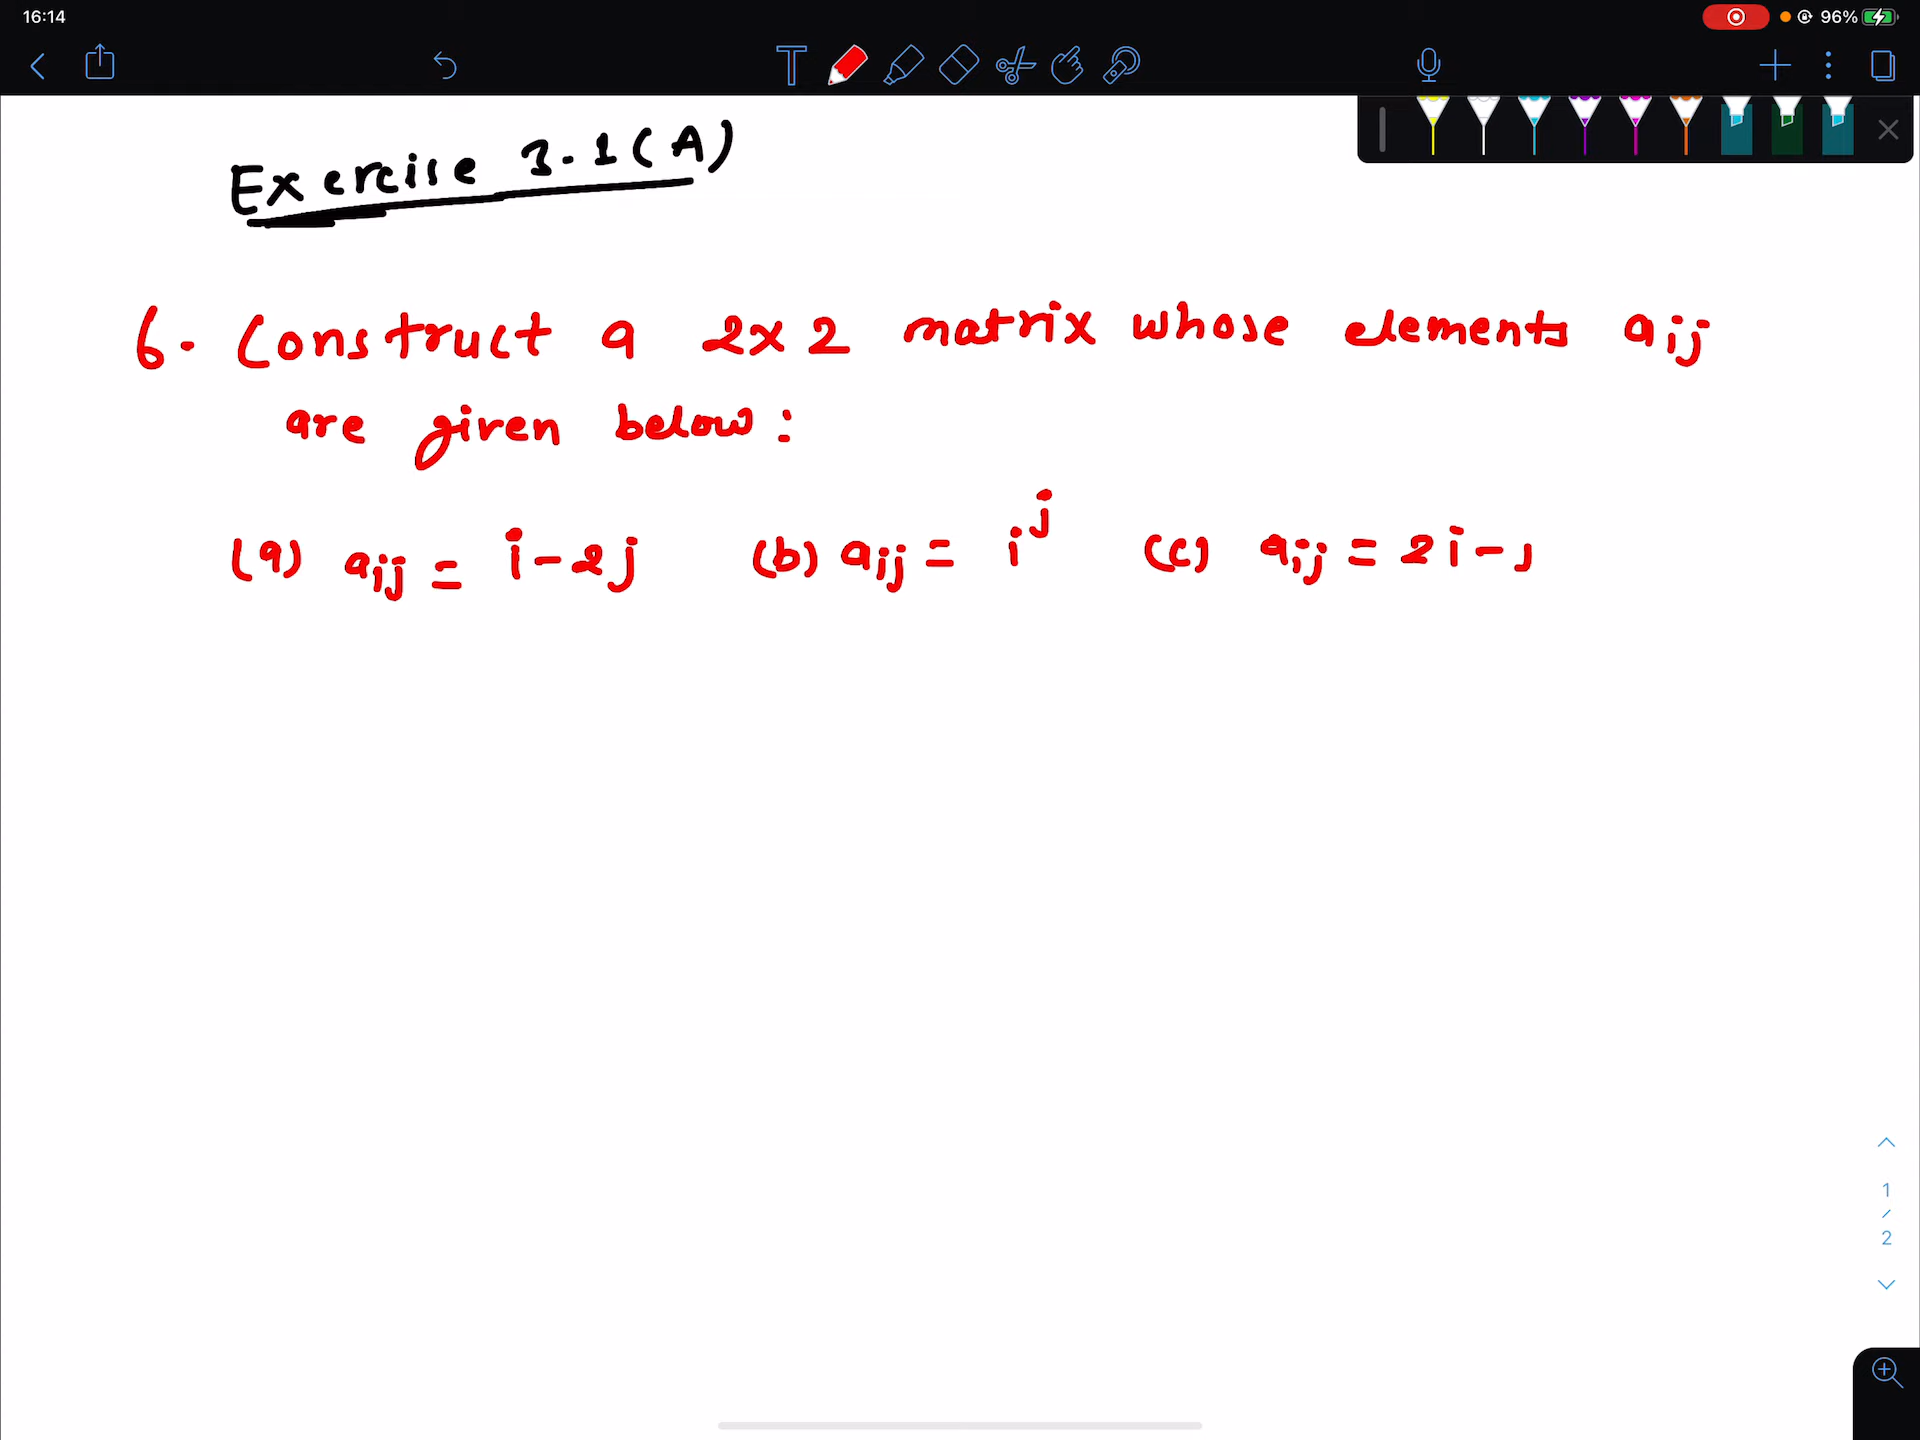 16:14
96%
T
Exercise 3.1(A)
6. Construct a 2x2 matrix whose elements aij
are given below:
(a) aij = i-2j (b) aij = i^j (c) aij = 2i-j
1
/
2